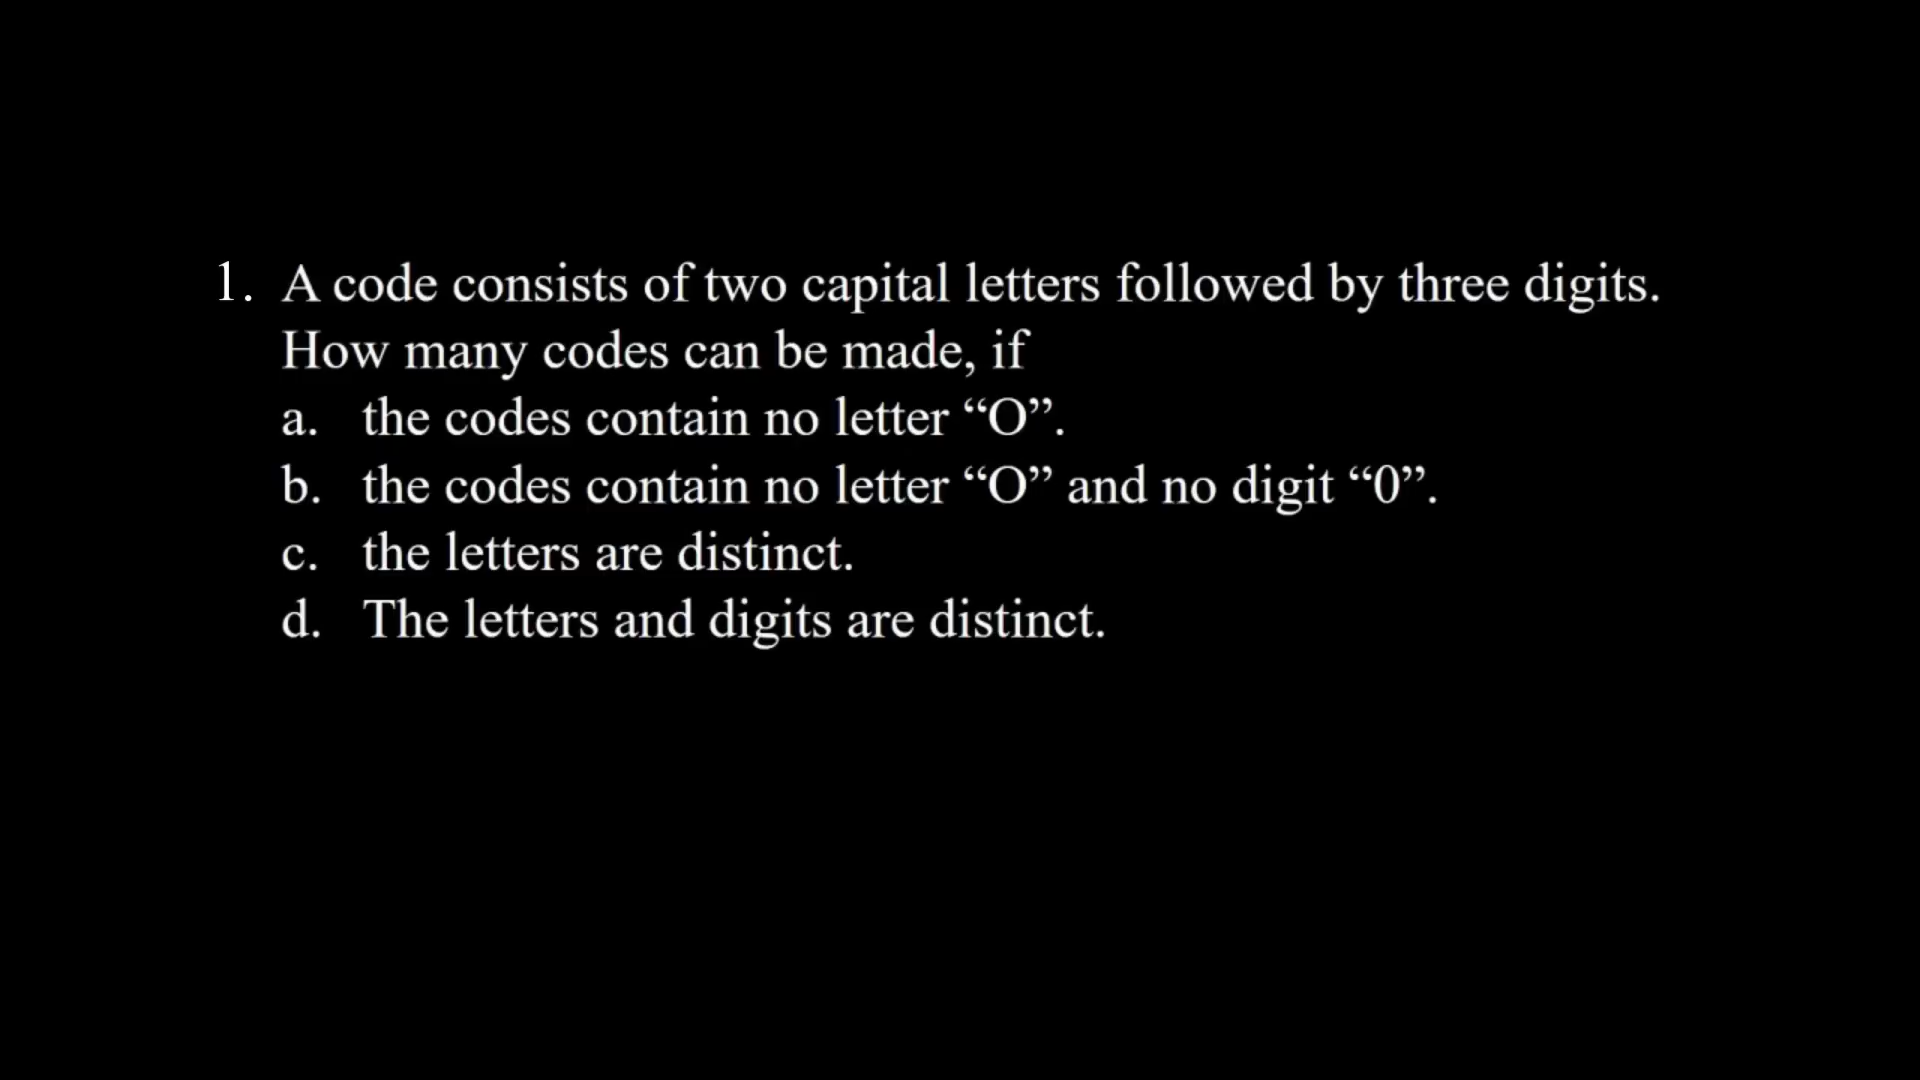 1. A code consists of two capital letters followed by three digits.
How many codes can be made, if
a. the codes contain no letter “O”.
b. the codes contain no letter “O” and no digit “0”.
c. the letters are distinct.
d. The letters and digits are distinct.